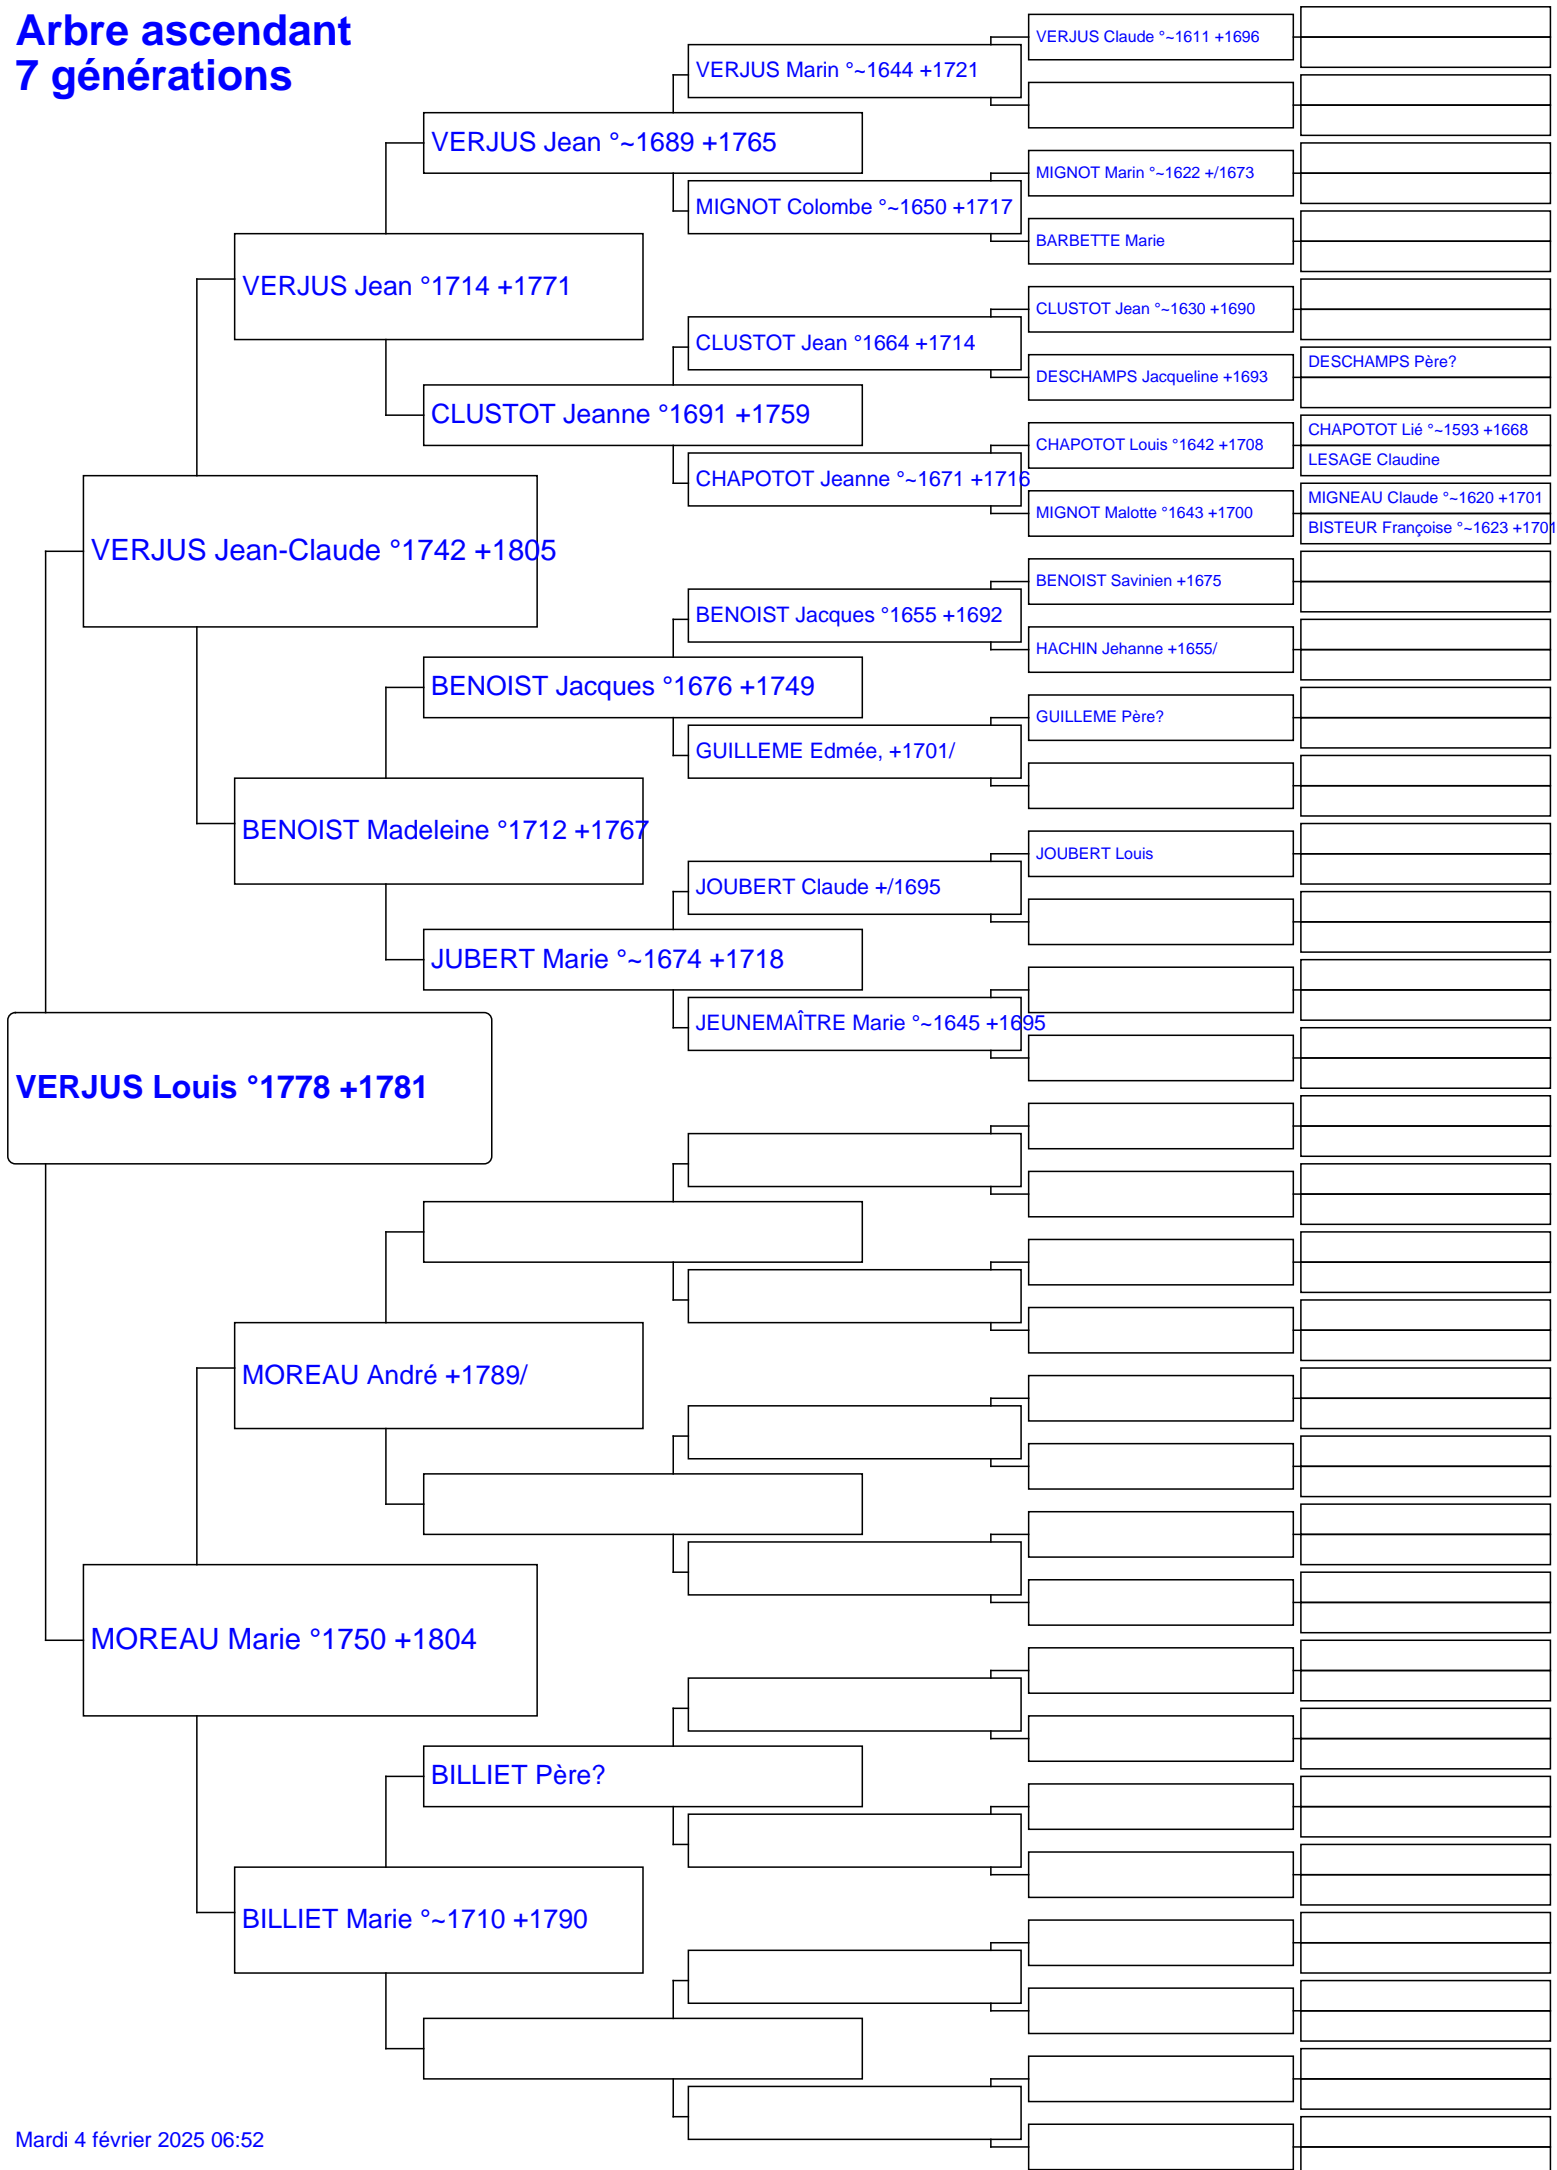 Arbre ascendant
7 générations
VERJUS Louis °1778 +1781
VERJUS Jean-Claude °1742 +1805
MOREAU Marie °1750 +1804
VERJUS Jean °1714 +1771
BENOIST Madeleine °1712 +1767
MOREAU André +1789/
BILLIET Marie °~1710 +1790
VERJUS Jean °~1689 +1765
CLUSTOT Jeanne °1691 +1759
BENOIST Jacques °1676 +1749
JUBERT Marie °~1674 +1718
BILLIET Père?
VERJUS Marin °~1644 +1721
MIGNOT Colombe °~1650 +1717
CLUSTOT Jean °1664 +1714
CHAPOTOT Jeanne °~1671 +1716
BENOIST Jacques °1655 +1692
GUILLEME Edmée, +1701/
JOUBERT Claude +/1695
JEUNEMAÎTRE Marie °~1645 +1695
VERJUS Claude °~1611 +1696
MIGNOT Marin °~1622 +/1673
BARBETTE Marie
CLUSTOT Jean °~1630 +1690
DESCHAMPS Jacqueline +1693
CHAPOTOT Louis °1642 +1708
MIGNOT Malotte °1643 +1700
BENOIST Savinien +1675
HACHIN Jehanne +1655/
GUILLEME Père?
JOUBERT Louis
DESCHAMPS Père?
CHAPOTOT Lié °~1593 +1668
LESAGE Claudine
MIGNEAU Claude °~1620 +1701
BISTEUR Françoise °~1623 +1701
Mardi 4 février 2025 06:52